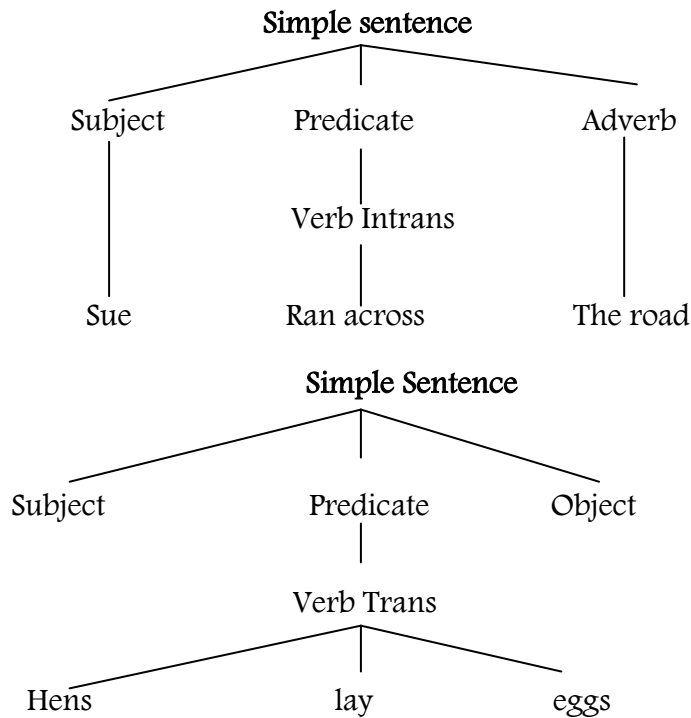 Simple sentence
Subject Predicate Adverb
Verb Intrans
Sue Ran across The road
Simple Sentence
Subject Predicate Object
Verb Trans
Hens lay eggs